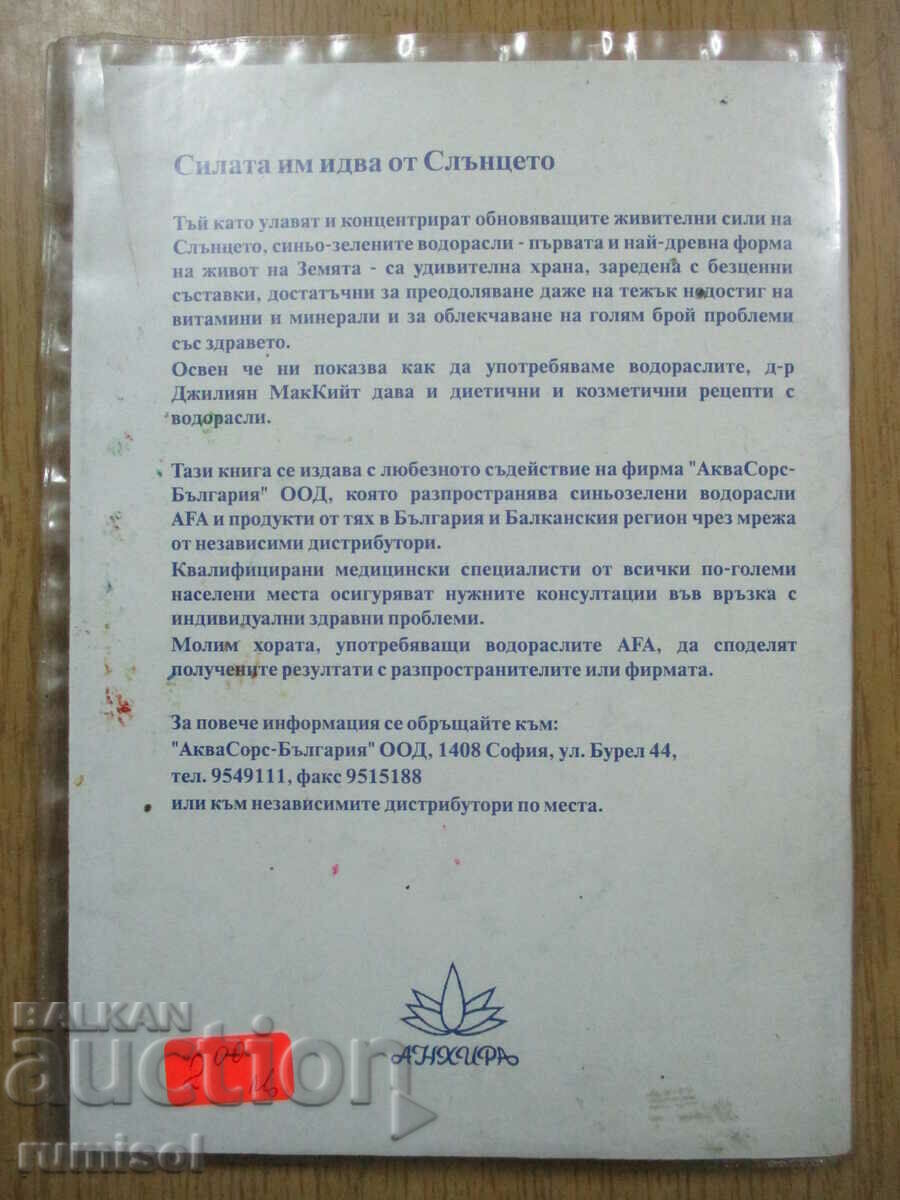 Силата им идва от Слънцето
Тъй като улавят и концентрират обновяващите живителни сили на
Слънцето, синьо-зелените водорасли - първата и най-древна форма
на живот на Земята - са удивителна храна, заредена с безценни
съставки, достатъчни за преодоляване даже на тежък недостиг на
витамини и минерали и за облекчаване на голям брой проблеми
със здравето.
Освен че ни показва как да употребяваме водораслите, д-р
Джилиян МакКийт дава и диетични и козметични рецепти с
водорасли.
Тази книга се издава с любезното съдействие на фирма "АкваСорс-
България" ООД, която разпространява синьозелени водорасли
AFA и продукти от тях в България и Балканския регион чрез мрежа
от независими дистрибутори.
Квалифицирани медицински специалисти от всички по-големи
населени места осигуряват нужните консултации във връзка с
индивидуални здравни проблеми.
Молим хората, употребяващи водораслите AFA, да споделят
получените резултати с разпространителите или фирмата.
За повече информация се обръщайте към:
"АкваСорс-България" ООД, 1408 София, ул. Бурел 44,
тел. 9549111, факс 9515188
или към независимите дистрибутори по места.
АНХИРА
BALKAN
auction
rumisol